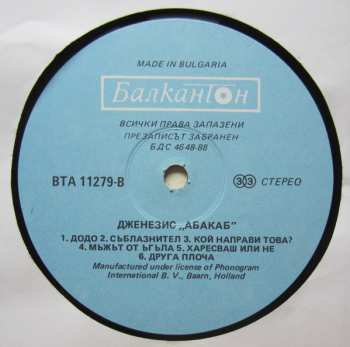 MADE IN BULGARIA
Балкантон
ВСИЧКИ ПРАВА ЗАПАЗЕНИ
ПРЕЗАПИСЪТ ЗАБРАНЕН
БДС 4648-88
ВТА 11279-В
33 СТЕРЕО
ДЖЕНЕЗИС „АБАКАБ"
1. ДОДО 2. СЪБЛАЗНИТЕЛ 3. КОЙ НАПРАВИ ТОВА?
4. МЪЖЪТ ОТ ЪГЪЛА 5. ХАРЕСВАШ ИЛИ НЕ
6. ДРУГА ПЛОЧА
Manufactured under license of Phonogram
International B. V., Baarn, Holland